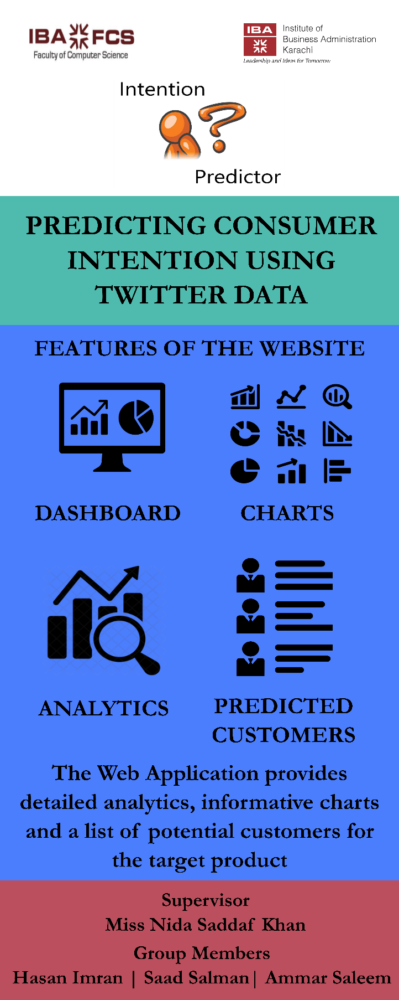 IBA FCS
Faculty of Computer Science
IBA
Institute of
Business Administration
Karachi
Leadership and Ideas for Tomorrow
Intention
Predictor
PREDICTING CONSUMER
INTENTION USING
TWITTER DATA
FEATURES OF THE WEBSITE
DASHBOARD
CHARTS
ANALYTICS
PREDICTED
CUSTOMERS
The Web Application provides
detailed analytics, informative charts
and a list of potential customers for
the target product
Supervisor
Miss Nida Saddaf Khan
Group Members
Hasan Imran | Saad Salman| Ammar Saleem